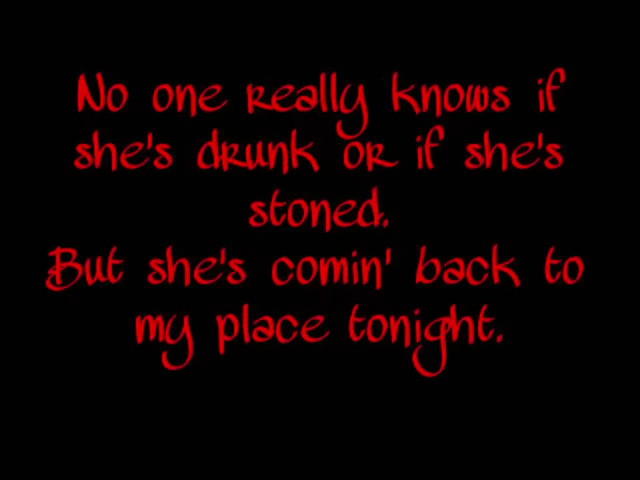 No one really knows if
she's drunk or if she's
stoned.
But she's comin' back to
my place tonight.